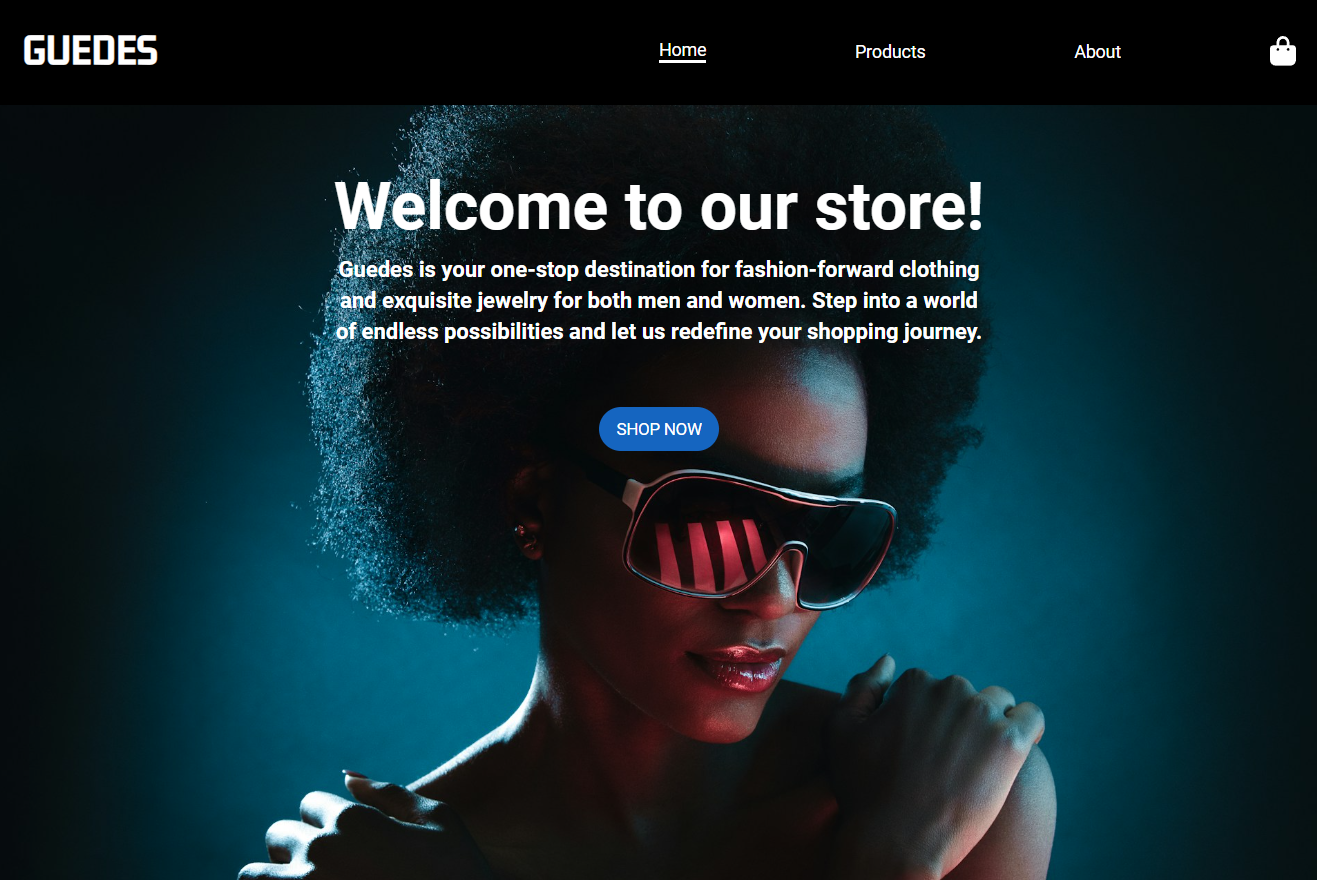 GUEDES
Home
Products
About
Welcome to our store!
Guedes is your one-stop destination for fashion-forward clothing
and exquisite jewelry for both men and women. Step into a world
of endless possibilities and let us redefine your shopping journey.
SHOP NOW